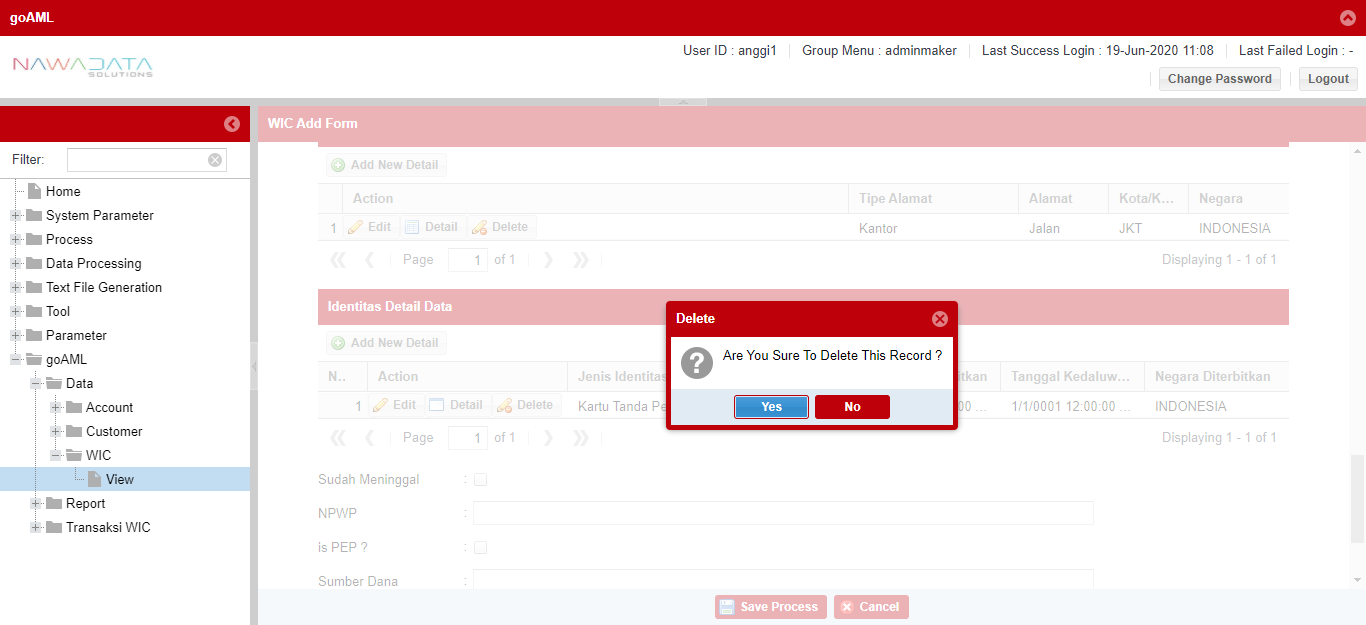 goAML
NAWADATA
SOLUTIONS
User ID : anggi1
Group Menu : adminmaker
Last Success Login : 19-Jun-2020 11:08
Last Failed Login : -
Change Password
Logout
Filter:
Home
System Parameter
Process
Data Processing
Text File Generation
Tool
Parameter
goAML
Data
Account
Customer
WIC
View
Report
Transaksi WIC
WIC Add Form
Add New Detail
Action Tipe Alamat Alamat Kota/K... Negara
1 Edit Detail Delete Kantor Jalan JKT INDONESIA
Page 1 of 1 Displaying 1 - 1 of 1
Identitas Detail Data
Add New Detail
N.. Action Jenis Identitas Tanggal Kedaluw... Negara Diterbitkan
1 Edit Detail Delete Kartu Tanda Pe 00 ... 1/1/0001 12:00:00 ... INDONESIA
Page 1 of 1 Displaying 1 - 1 of 1
Delete
Are You Sure To Delete This Record ?
Yes No
Sudah Meninggal :
NPWP :
is PEP ? :
Sumber Dana :
Save Process Cancel